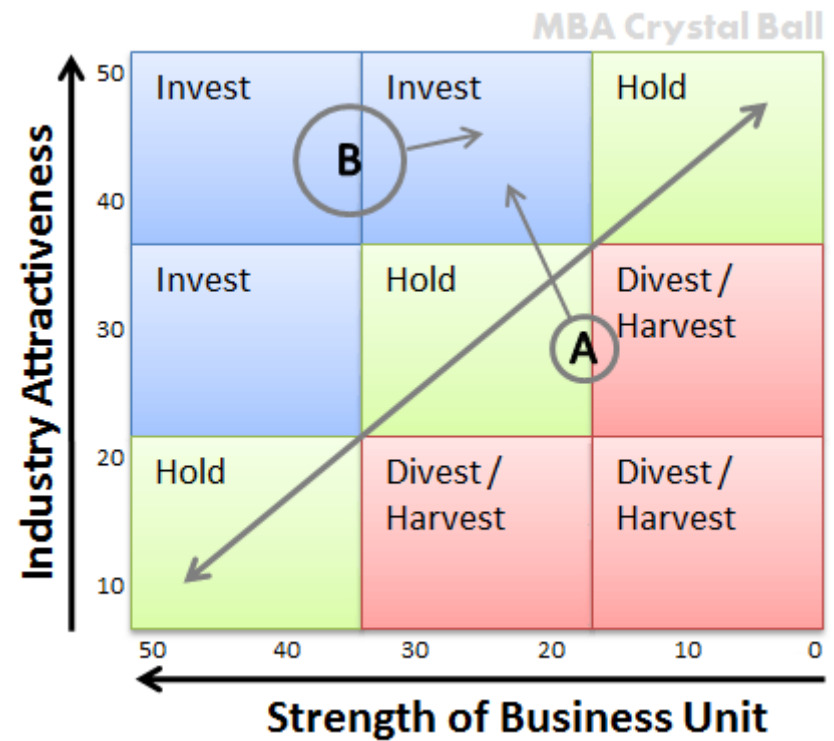 MBA Crystal Ball
Industry Attractiveness
50
40
30
20
10
Invest
Invest
Hold
B
Invest
Hold
Divest /
Harvest
A
Hold
Divest /
Harvest
Divest /
Harvest
50 40 30 20 10 0
Strength of Business Unit